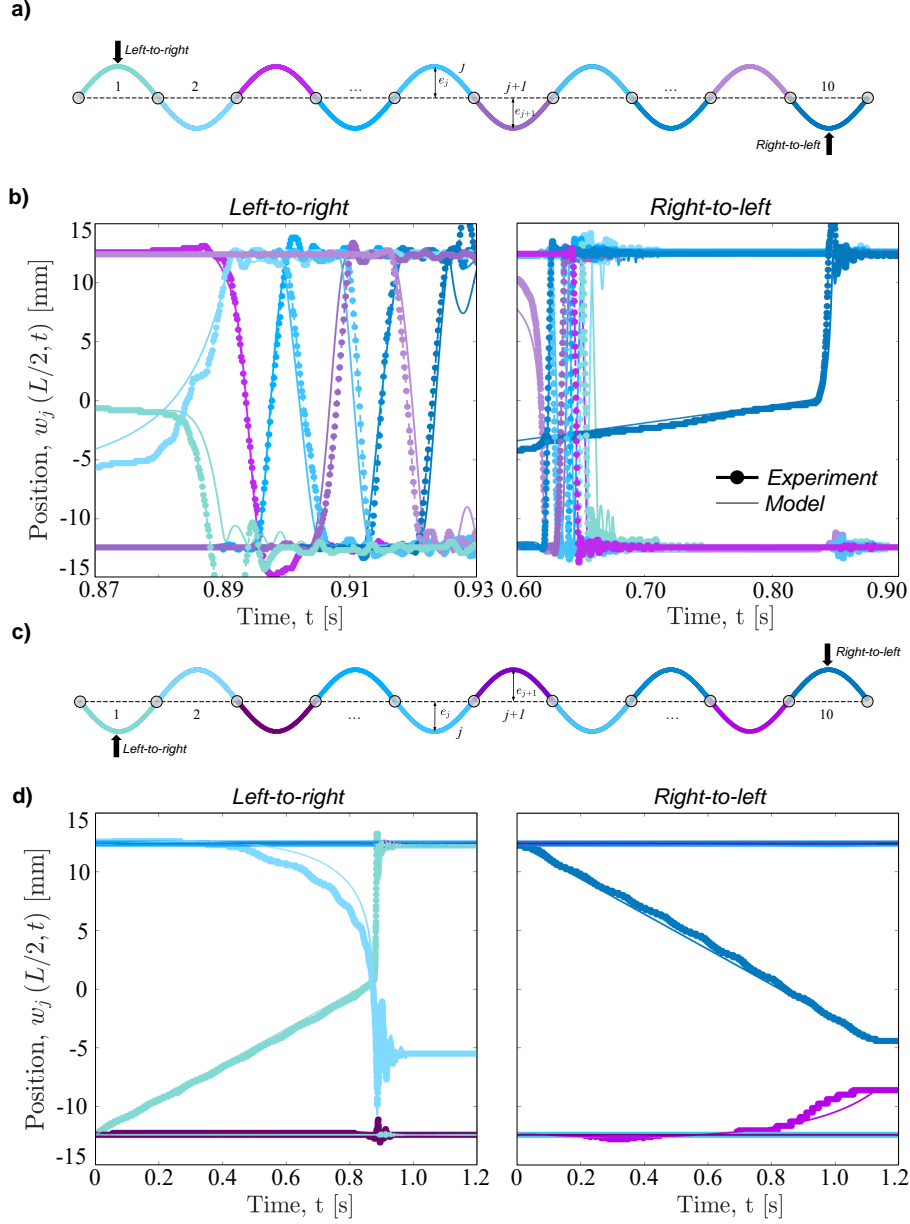 a)
Left-to-right
1
2
...
e_j
J
j+1
e_{j+1}
...
10
Right-to-left
b)
Left-to-right
Right-to-left
Position, w_j (L/2, t) [mm]
15
10
5
0
-5
-10
-15
0.87
0.89
0.91
0.93
Time, t [s]
Experiment
Model
0.60
0.70
0.80
0.90
Time, t [s]
c)
Right-to-left
1
2
...
e_j
j
e_{j+1}
j+1
...
10
Left-to-right
d)
Left-to-right
Right-to-left
Position, w_j (L/2, t) [mm]
15
10
5
0
-5
-10
-15
0
0.2
0.4
0.6
0.8
1.0
1.2
Time, t [s]
0
0.2
0.4
0.6
0.8
1.0
1.2
Time, t [s]